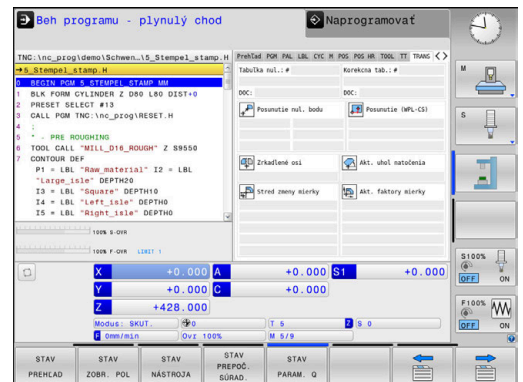 Beh programu - plynulý chod
Naprogramovať
TNC:\nc_prog\demo\Schwen…\5_Stempel_stamp.H
→5_Stempel_stamp.H
0 BEGIN PGM 5_STEMPEL_STAMP MM
1 BLK FORM CYLINDER Z D80 L80 DIST+0
2 PRESET SELECT #13
3 CALL PGM TNC:\nc_prog\RESET.H
4 ;
5 * - PRE ROUGHING
6 TOOL CALL "MILL_D16_ROUGH" Z S9550
7 CONTOUR DEF
P1 = LBL "Raw_material" I2 = LBL
"Large_isle" DEPTH20
I3 = LBL "Square" DEPTH10
I4 = LBL "Left_isle" DEPTH0
I5 = LBL "Right_isle" DEPTH0
100% S-OVR
100% F-OVR LIMIT 1
Prehľad PGM PAL LBL CYC M POS POS HR TOOL TT TRANS
Tabuľka nul.: #
Korekcna tab.: #
DOC:
DOC:
Posunutie nul. bodu
Posunutie (WPL-CS)
Zrkadlené osi
Akt. uhol natočenia
Stred zmeny mierky
Akt. faktory mierky
X +0.000 A +0.000 S1 +0.000
Y +0.000 C +0.000
Z +428.000
Modus: SKUT. 0 T 5 Z S 0
F 0mm/min Ovr 100% M 5/9
M
S
S100%
OFF ON
F100%
OFF ON
STAV PREHĽAD
STAV ZOBR. POL
STAV NÁSTROJA
STAV PREPOČ. SÚRAD.
STAV PARAM. Q